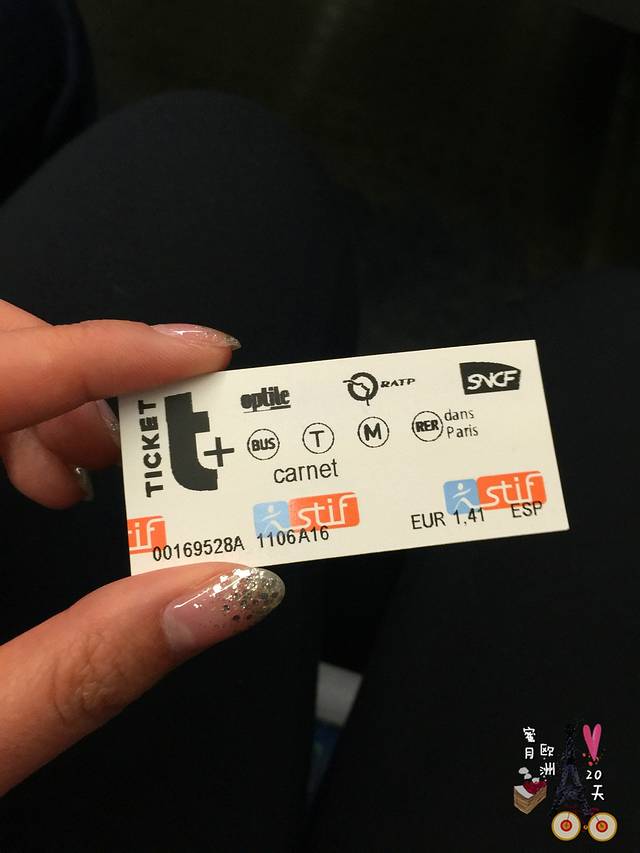 TICKET t+
optile RATP SNCF
BUS T M RER dans Paris
carnet
stif stif stif
00169528A 1106A16 EUR 1,41 ESP
蜜月
歐洲
20天